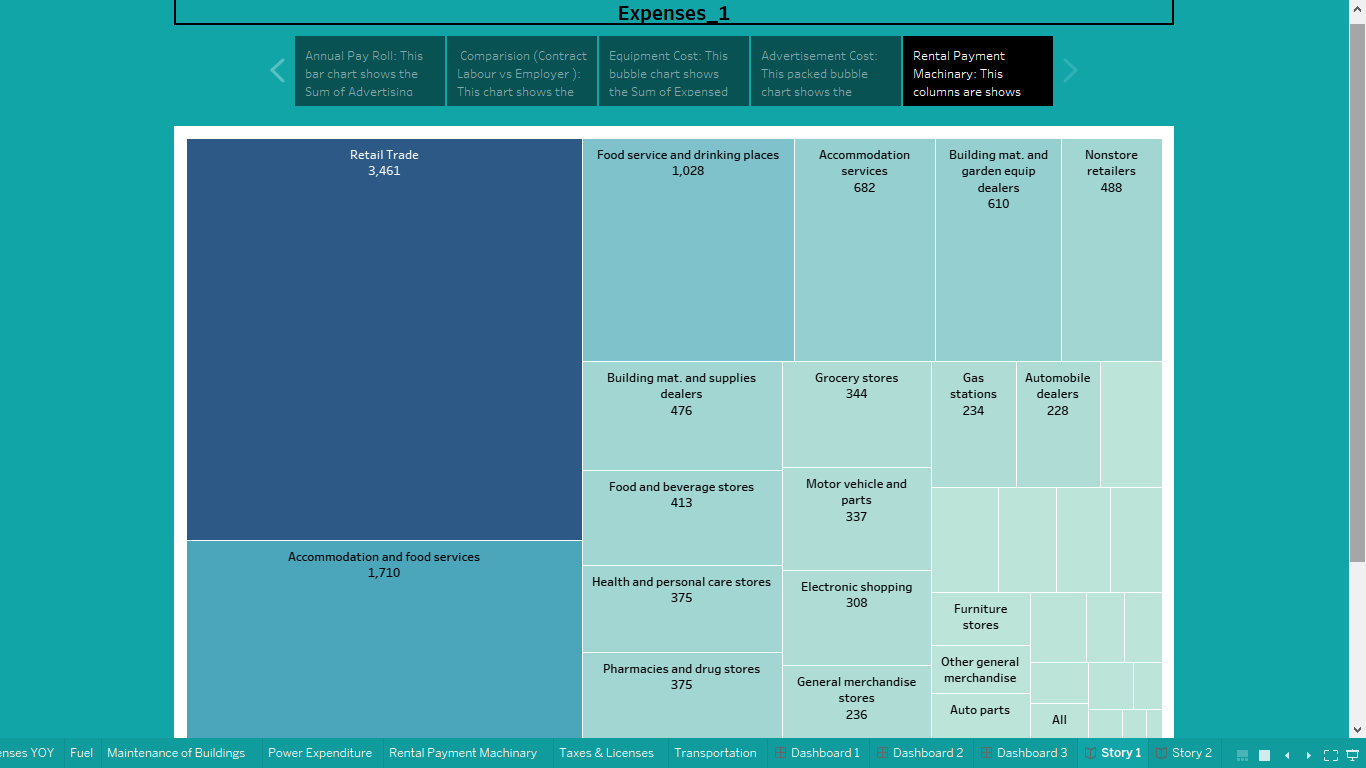 Expenses_1
Annual Pay Roll: This
bar chart shows the
Sum of Advertising
Comparision (Contract
Labour vs Employer ):
This chart shows the
Equipment Cost: This
bubble chart shows
the Sum of Expensed
Advertisement Cost:
This packed bubble
chart shows the
Rental Payment
Machinary: This
columns are shows
Retail Trade
3,461
Food service and drinking places
1,028
Accommodation
services
682
Building mat. and
garden equip
dealers
610
Nonstore
retailers
488
Building mat. and supplies
dealers
476
Grocery stores
344
Gas
stations
234
Automobile
dealers
228
Food and beverage stores
413
Motor vehicle and
parts
337
Accommodation and food services
1,710
Health and personal care stores
375
Electronic shopping
308
Furniture
stores
Pharmacies and drug stores
375
General merchandise
stores
236
Other general
merchandise
Auto parts
All
enses YOY
Fuel
Maintenance of Buildings
Power Expenditure
Rental Payment Machinary
Taxes & Licenses
Transportation
Dashboard 1
Dashboard 2
Dashboard 3
Story 1
Story 2